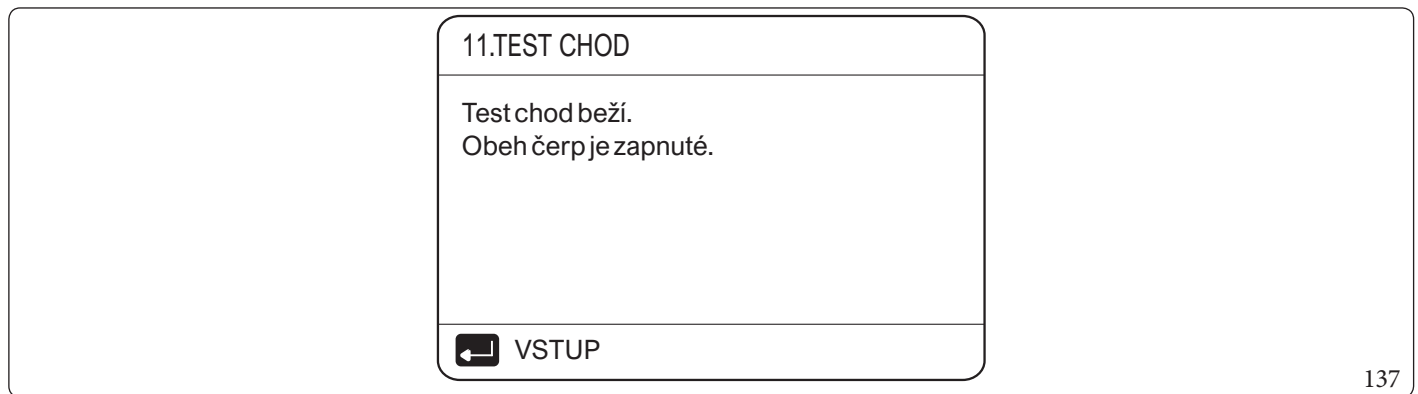 11.TEST CHOD
Test chod beží.
Obeh čerp je zapnuté.
VSTUP
137